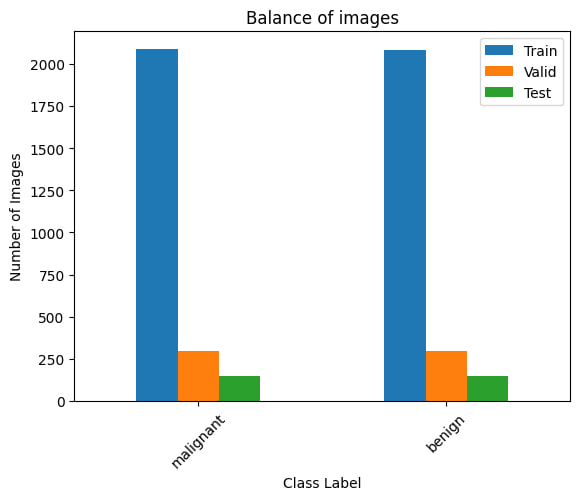 Balance of images
Train
Valid
Test
Number of Images
2000
1750
1500
1250
1000
750
500
250
0
malignant
benign
Class Label